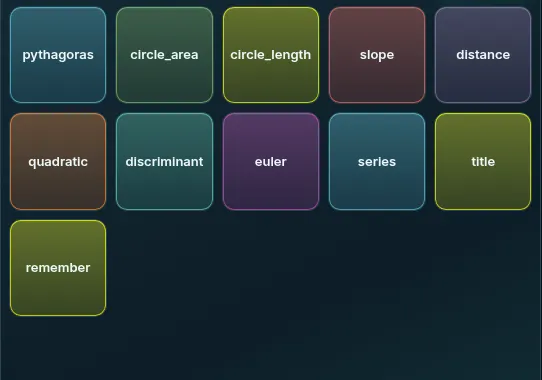 pythagoras
circle_area
circle_length
slope
distance
quadratic
discriminant
euler
series
title
remember